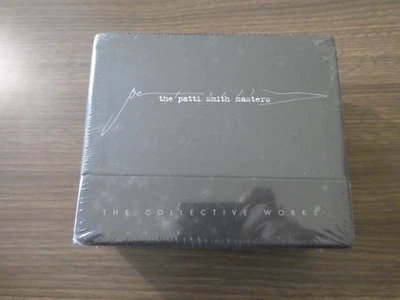 the patti smith masters
THE COLLECTIVE WORKS